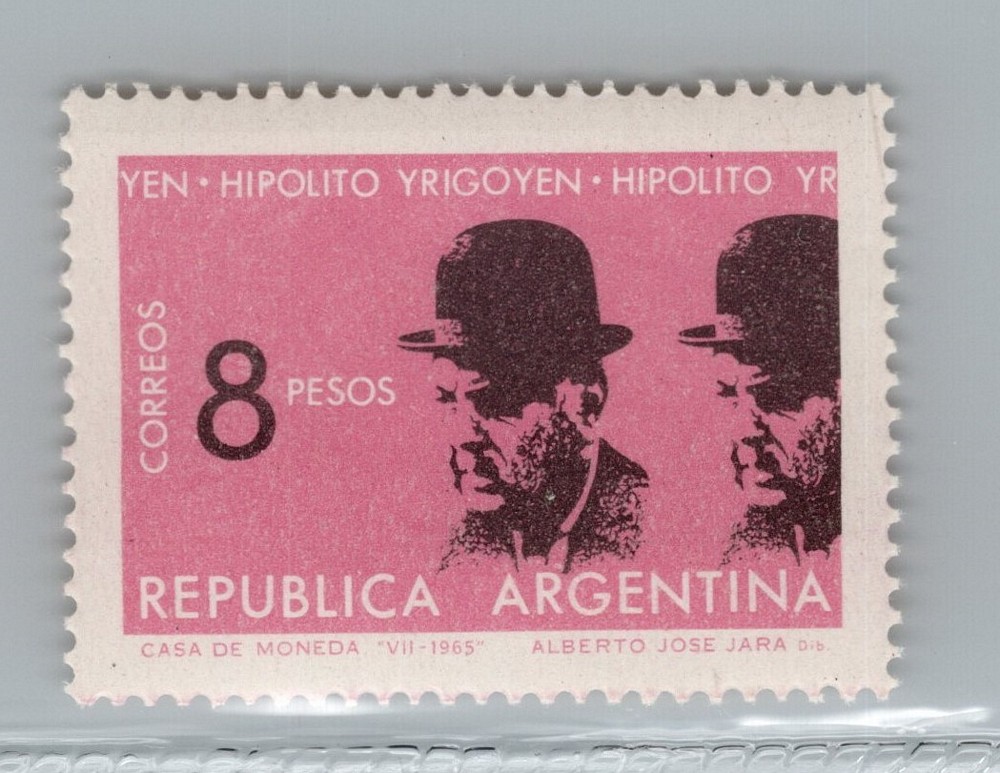 YEN • HIPOLITO YRIGOYEN • HIPOLITO YR
CORREOS
8 PESOS
REPUBLICA ARGENTINA
CASA DE MONEDA "VII-1965" ALBERTO JOSE JARA Dib.